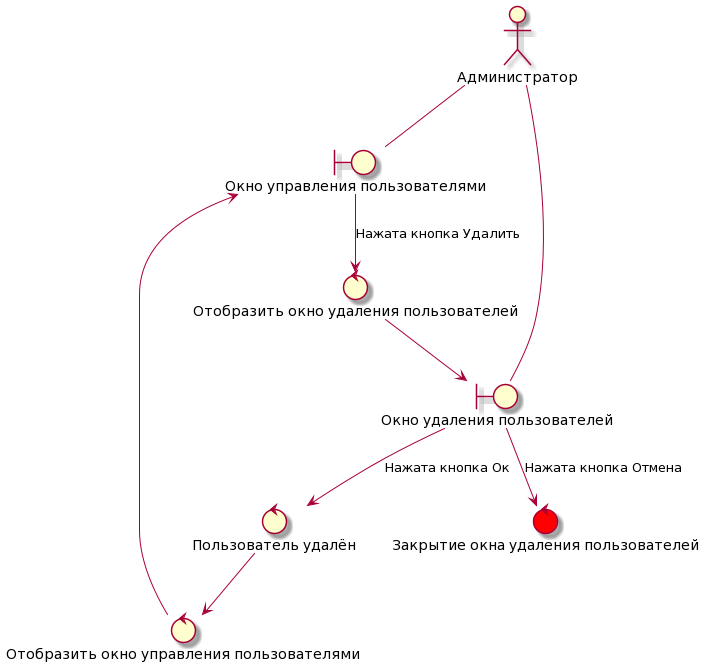 Администратор
Окно управления пользователями
Нажата кнопка Удалить
Отобразить окно удаления пользователей
Окно удаления пользователей
Нажата кнопка Ок
Нажата кнопка Отмена
Пользователь удалён
Закрытие окна удаления пользователей
Отобразить окно управления пользователями